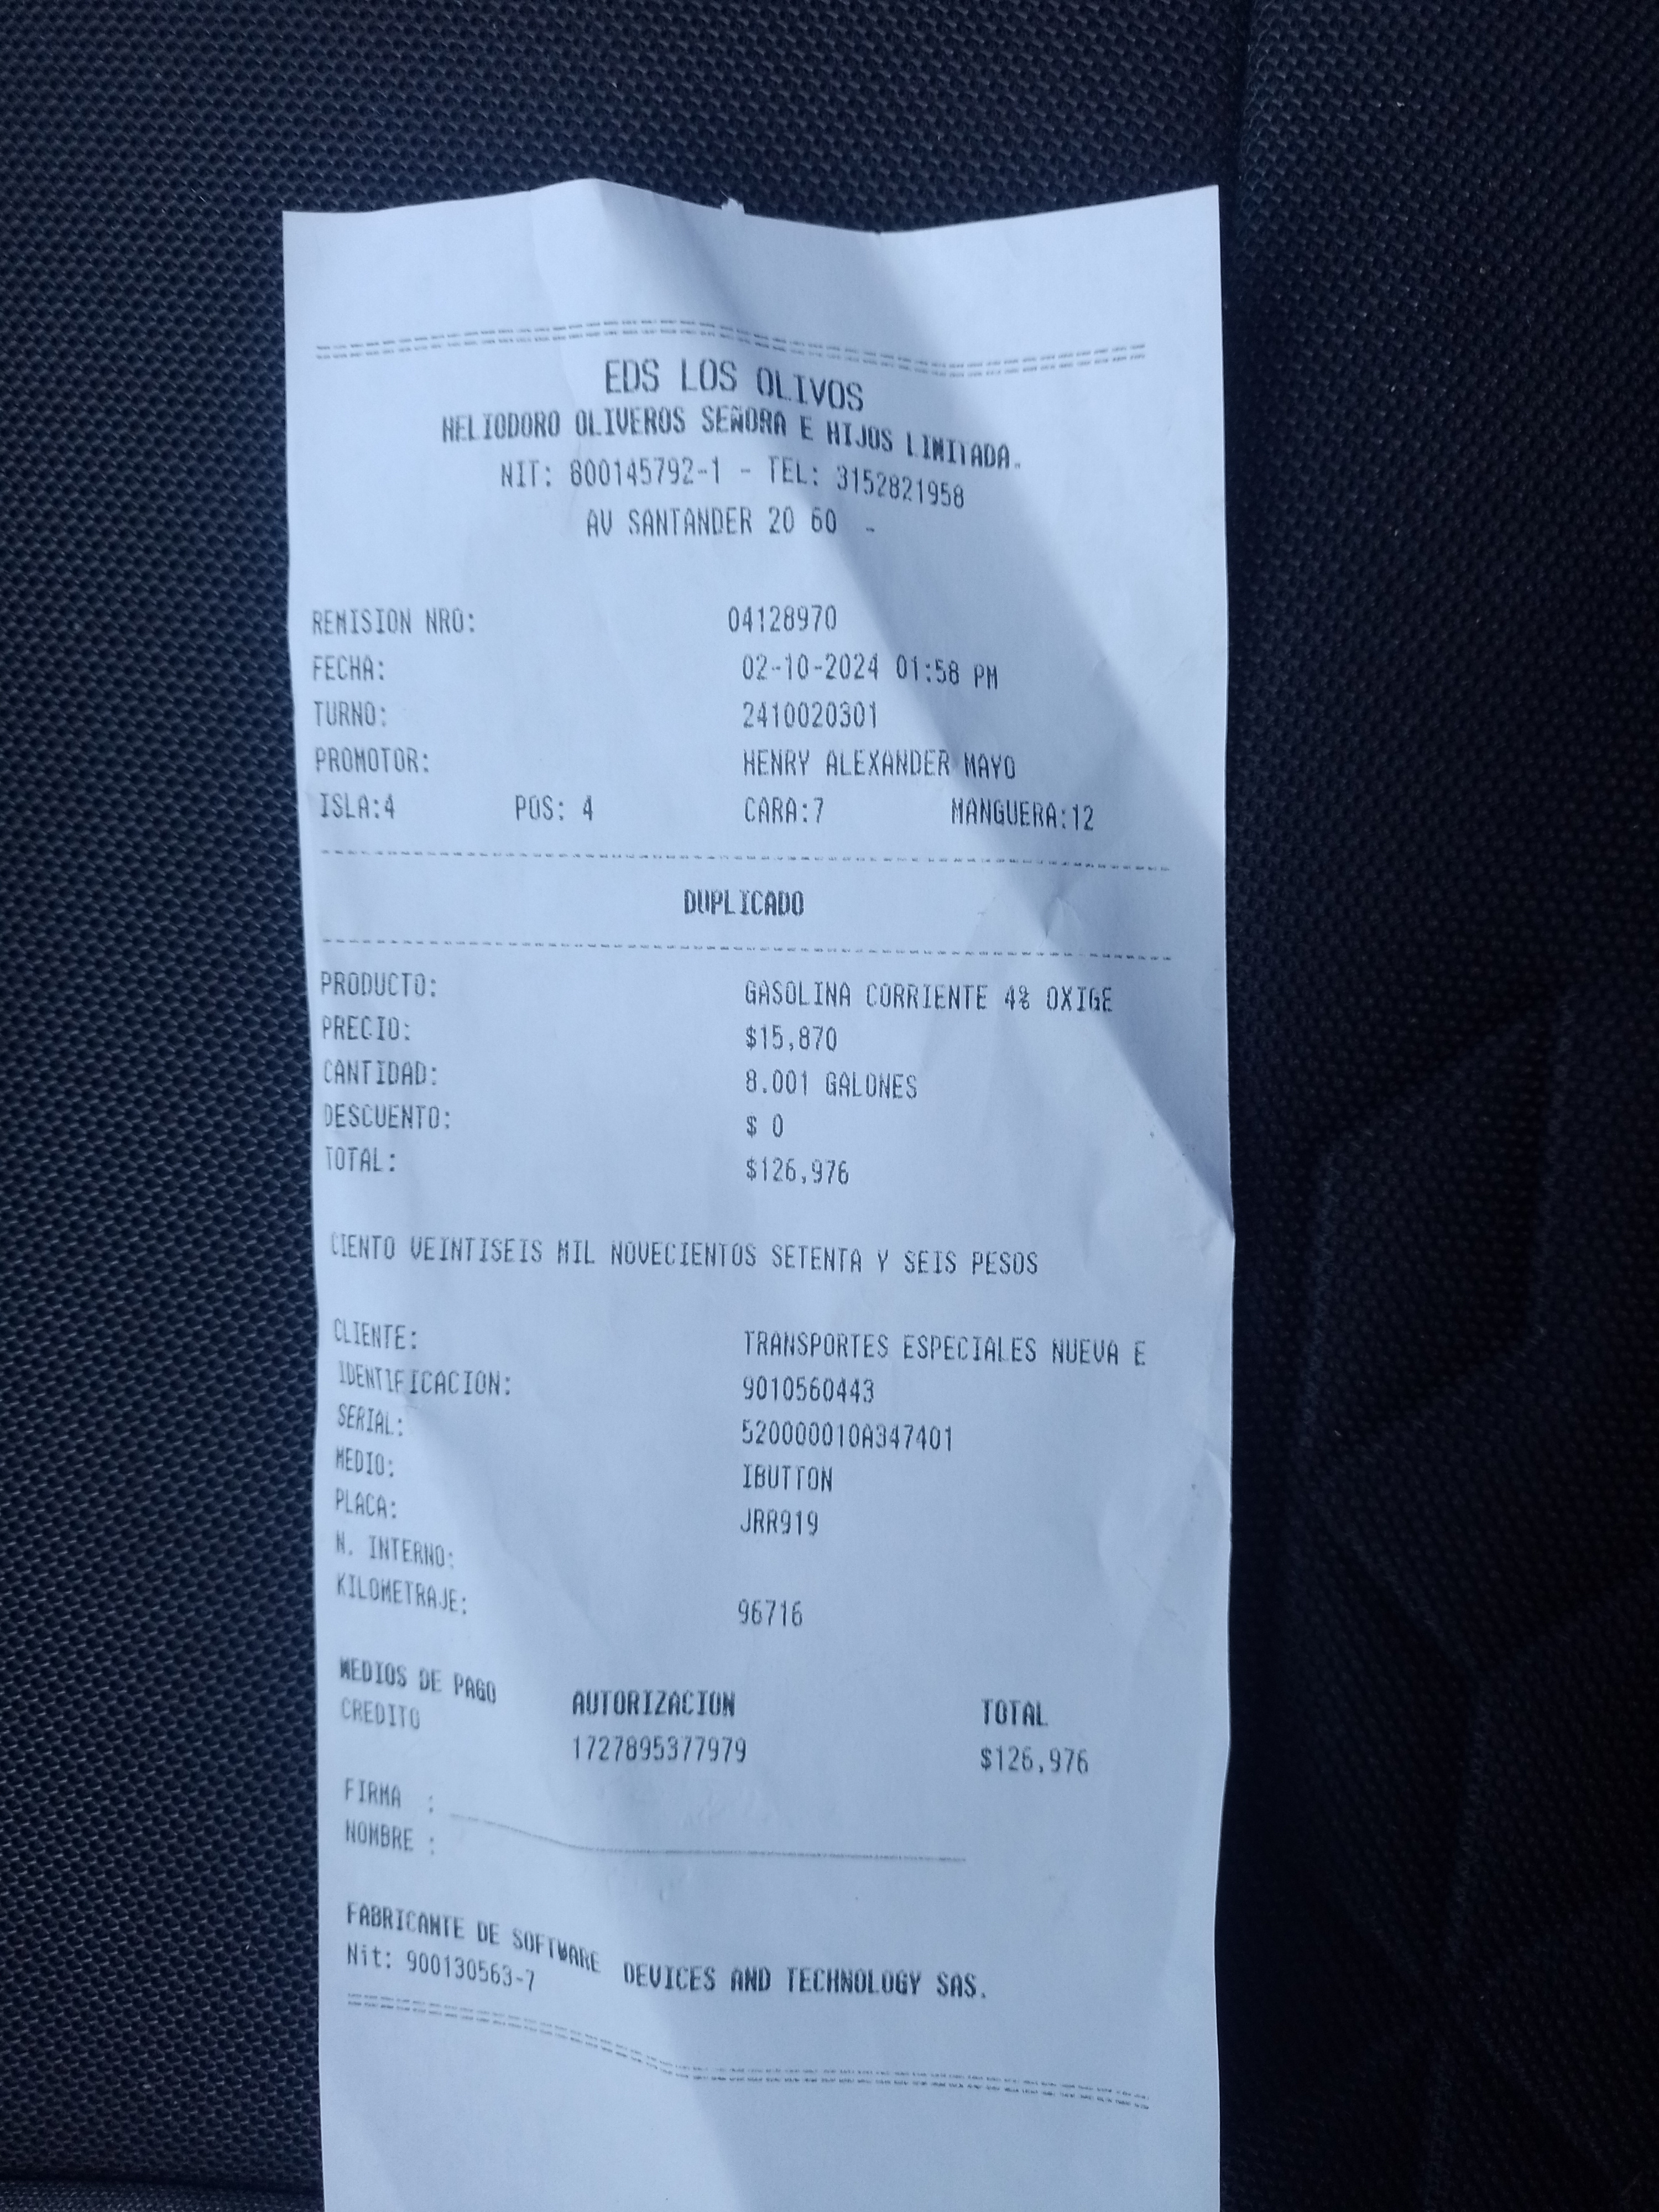 EDS LOS OLIVOS
HELIODORO OLIVEROS SEÑORA E HIJOS LIMITADA.
NIT: 800145792-1 - TEL: 3152821958
AV SANTANDER 20 60 -
REMISION NRO: 04128970
FECHA: 02-10-2024 01:58 PM
TURNO: 2410020301
PROMOTOR: HENRY ALEXANDER MAYO
ISLA:4 POS: 4 CARA:7 MANGUERA:12
DUPLICADO
PRODUCTO: GASOLINA CORRIENTE 4% OXIGE
PRECIO: $15,870
CANTIDAD: 8.001 GALONES
DESCUENTO: $ 0
TOTAL: $126,976
CIENTO VEINTISEIS MIL NOVECIENTOS SETENTA Y SEIS PESOS
CLIENTE: TRANSPORTES ESPECIALES NUEVA E
IDENTIFICACION: 9010560443
SERIAL: 520000010A347401
MEDIO: IBUTTON
PLACA: JRR919
N. INTERNO:
KILOMETRAJE: 96716
MEDIOS DE PAGO AUTORIZACION TOTAL
CREDITO 1727895377979 $126,976
FIRMA :
NOMBRE :
FABRICANTE DE SOFTWARE DEVICES AND TECHNOLOGY SAS.
Nit: 900130563-7